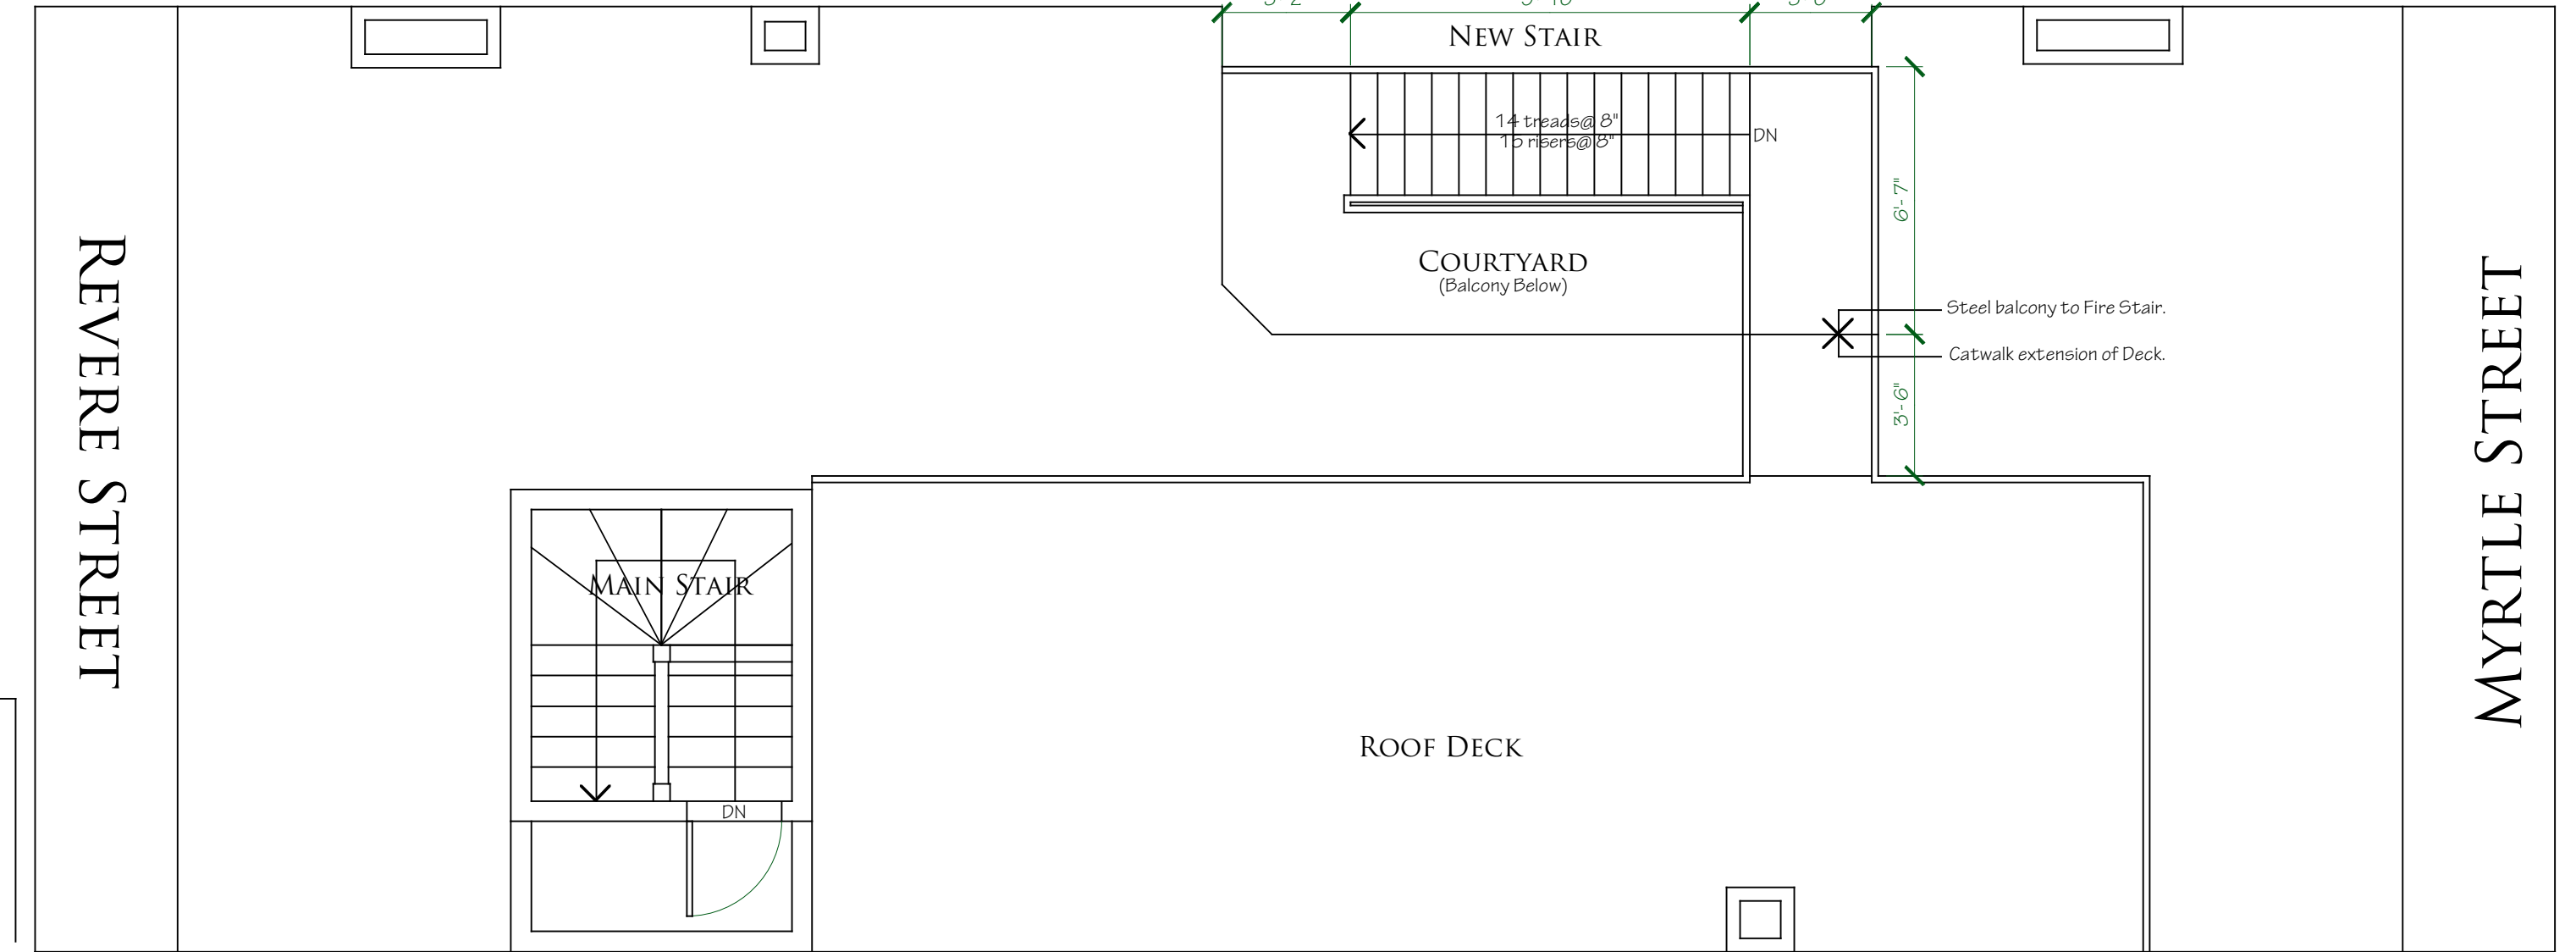 NEW STAIR
14 treads@ 8"
15 risers@ 8"
DN
6'-7"
COURTYARD
(Balcony Below)
Steel balcony to Fire Stair.
Catwalk extension of Deck.
3'-6"
REVERE STREET
MYRTLE STREET
MAIN STAIR
ROOF DECK
DN